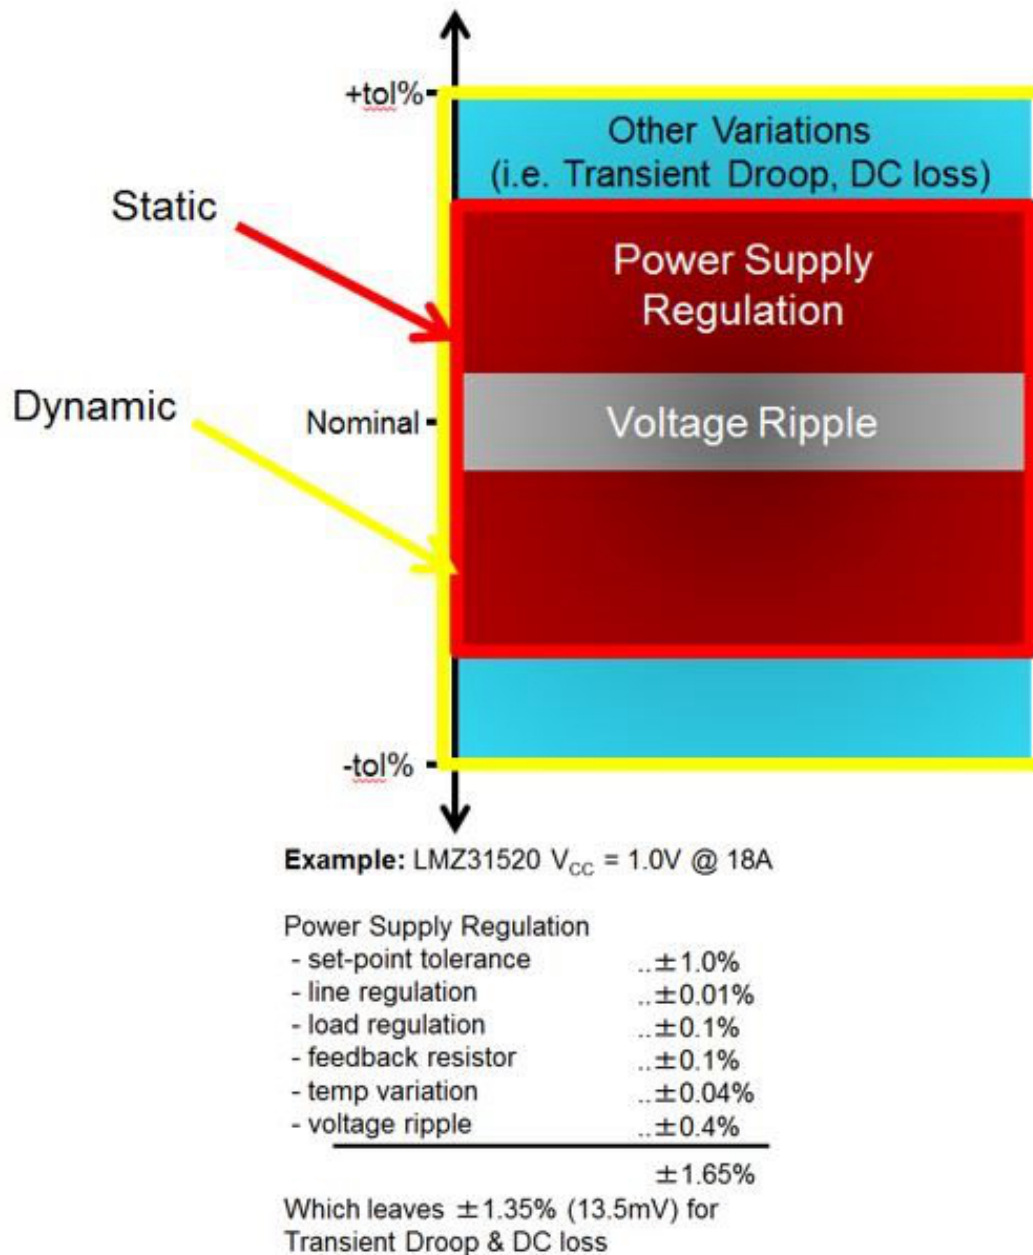 +tol%
Other Variations
(i.e. Transient Droop, DC loss)
Static
Power Supply
Regulation
Dynamic
Nominal
Voltage Ripple
-tol%
Example: LMZ31520 VCC = 1.0V @ 18A
Power Supply Regulation
- set-point tolerance ..±1.0%
- line regulation ..±0.01%
- load regulation ..±0.1%
- feedback resistor ..±0.1%
- temp variation ..±0.04%
- voltage ripple ..±0.4%
±1.65%
Which leaves ±1.35% (13.5mV) for
Transient Droop & DC loss